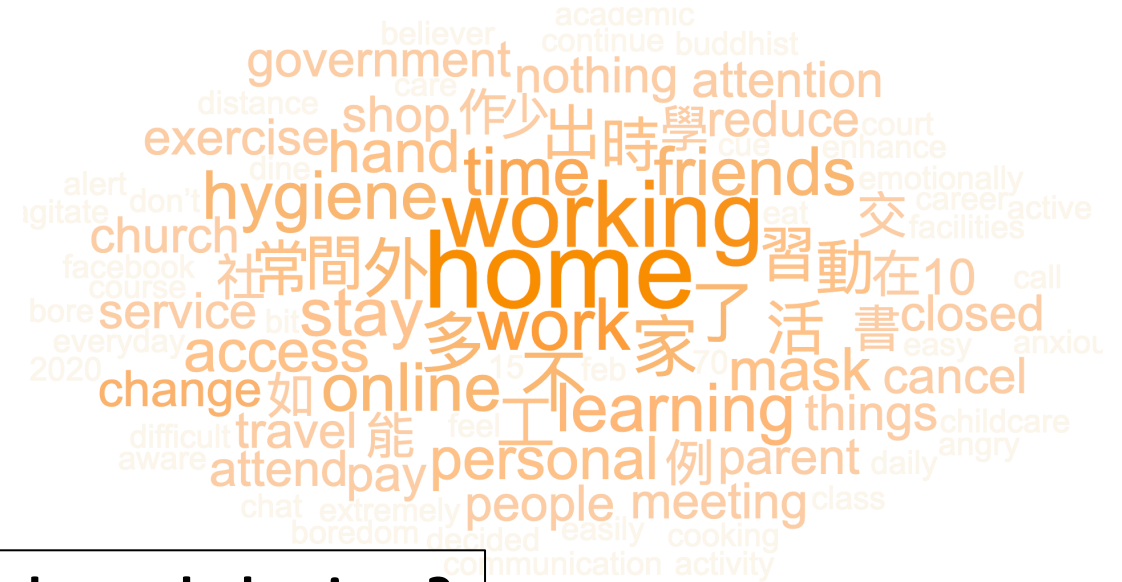 academic
believer continue buddhist
government nothing attention
care
distance shop 作 少 出 時 學 reduce court
exercise hand time friends cue enhance
dine emotionally
alert don't hygiene working eat 交 career active
church facilities
社 常 間 外 home 習 動 在 10 call
facebook
course
bore service bit stay 多 work 家 了 活 書 closed
everyday access easy
2020 15 不 feb 70 mask cancel
change 如 online 工 learning things childcare
difficult travel 能 feel angry
aware attend pay personal 例 parent daily
chat extremely people meeting class
boredom decided easily cooking
communication activity